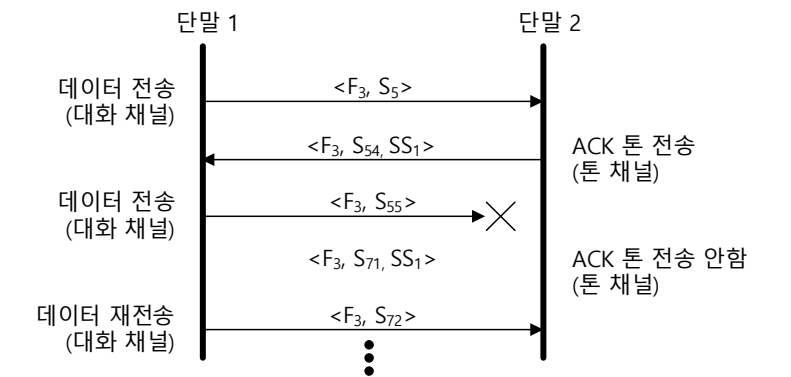 단말 1
단말 2
데이터 전송
(대화 채널)
<F3, S5>
<F3, S54, SS1>
ACK 톤 전송
(톤 채널)
데이터 전송
(대화 채널)
<F3, S55>
<F3, S71, SS1>
ACK 톤 전송 안함
(톤 채널)
데이터 재전송
(대화 채널)
<F3, S72>